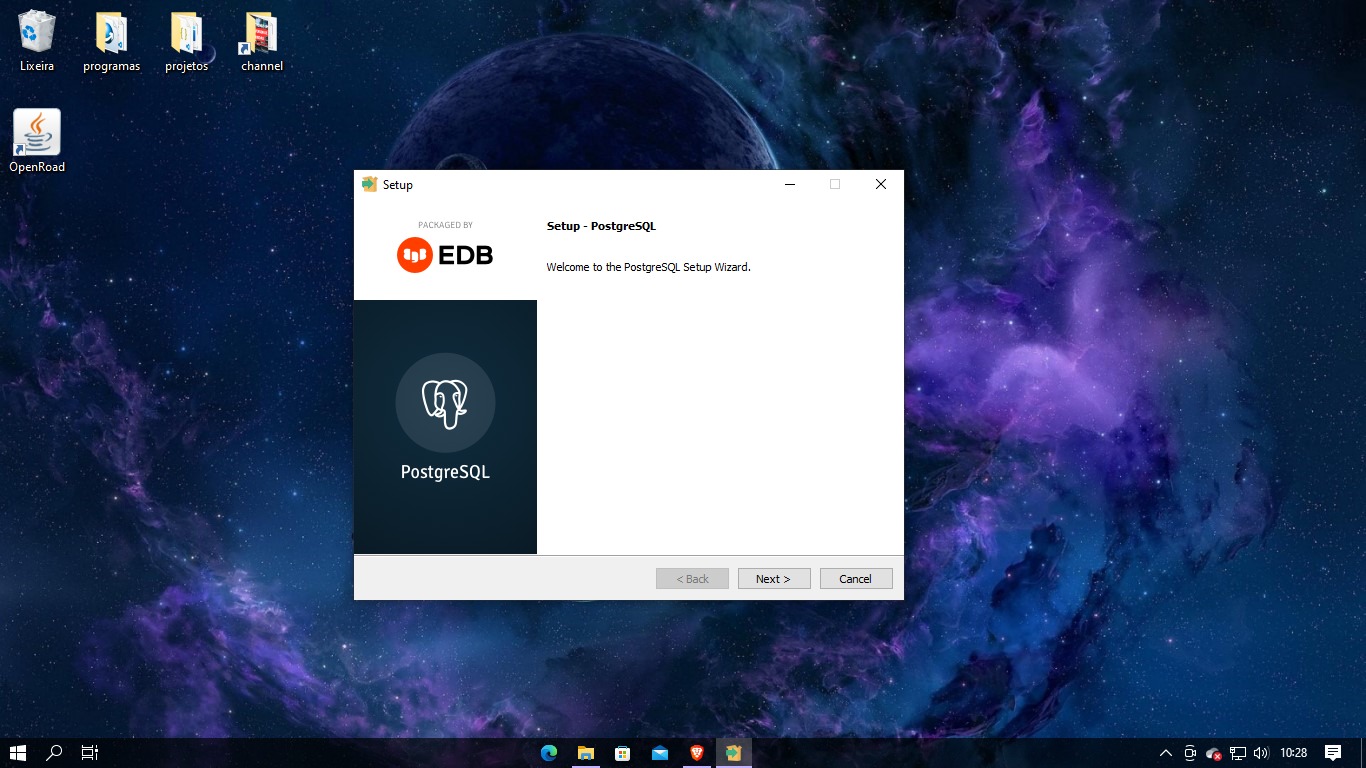 Lixeira
programas
projetos
channel
OpenRoad
Setup
PACKAGED BY
EDB
Setup - PostgreSQL
Welcome to the PostgreSQL Setup Wizard.
PostgreSQL
< Back
Next >
Cancel
10:28